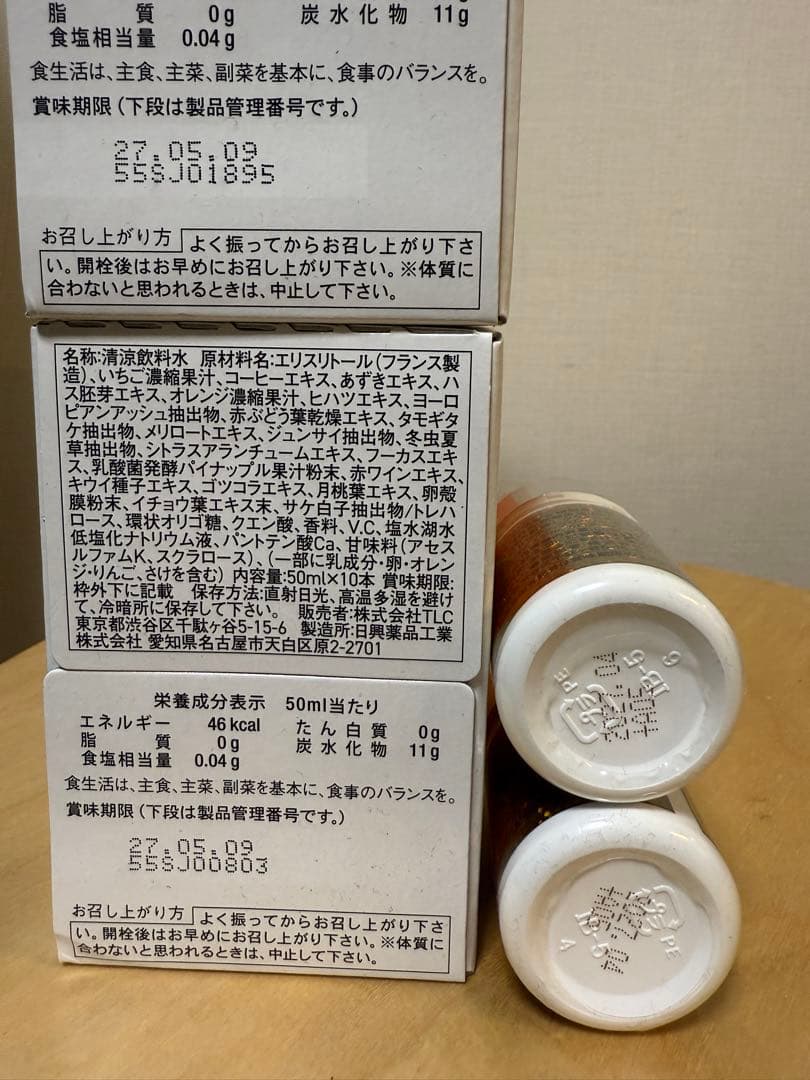 脂質 0g 炭水化物 11g
食塩相当量 0.04g
食生活は、主食、主菜、副菜を基本に、食事のバランスを。
賞味期限（下段は製品管理番号です。）
27.05.09
55SJ01895
お召し上がり方 よく振ってからお召し上がり下さ
い。開栓後はお早めにお召し上がり下さい。※体質に
合わないと思われるときは、中止して下さい。
名称:清涼飲料水 原材料名:エリスリトール(フランス製
造)、いちご濃縮果汁、コーヒーエキス、あずきエキス、ハ
ス胚芽エキス、オレンジ濃縮果汁、ヒハツエキス、ヨーロ
ピアンアッシュ抽出物、赤ぶどう葉乾燥エキス、タモギタ
ケ抽出物、メリロートエキス、ジュンサイ抽出物、冬虫夏
草抽出物、シトラスアランチュームエキス、フーカスエキ
ス、乳酸菌発酵パイナップル果汁粉末、赤ワインエキス、
キウイ種子エキス、ゴツコラエキス、月桃葉エキス、卵殻
膜粉末、イチョウ葉エキス末、サケ白子抽出物/トレハ
ロース、環状オリゴ糖、クエン酸、香料、V.C、塩水湖水
低塩化ナトリウム液、パントテン酸Ca、甘味料(アセス
ルファムK、スクラロース)、(一部に乳成分・卵・オレン
ジ・りんご、さけを含む) 内容量:50ml×10本 賞味期限:
枠外下に記載 保存方法:直射日光、高温多湿を避け
て、冷暗所に保存して下さい。 販売者:株式会社TLC
東京都渋谷区千駄ヶ谷5-15-6 製造所:日興薬品工業
株式会社 愛知県名古屋市天白区原2-2701
栄養成分表示 50ml当たり
エネルギー 46kcal たん白質 0g
脂質 0g 炭水化物 11g
食塩相当量 0.04g
食生活は、主食、主菜、副菜を基本に、食事のバランスを。
賞味期限（下段は製品管理番号です。）
27.05.09
55SJ00803
お召し上がり方 よく振ってからお召し上がり下さ
い。開栓後はお早めにお召し上がり下さい。※体質に
合わないと思われるときは、中止して下さい。
PE
IB-5
6
PE
IB-5
A